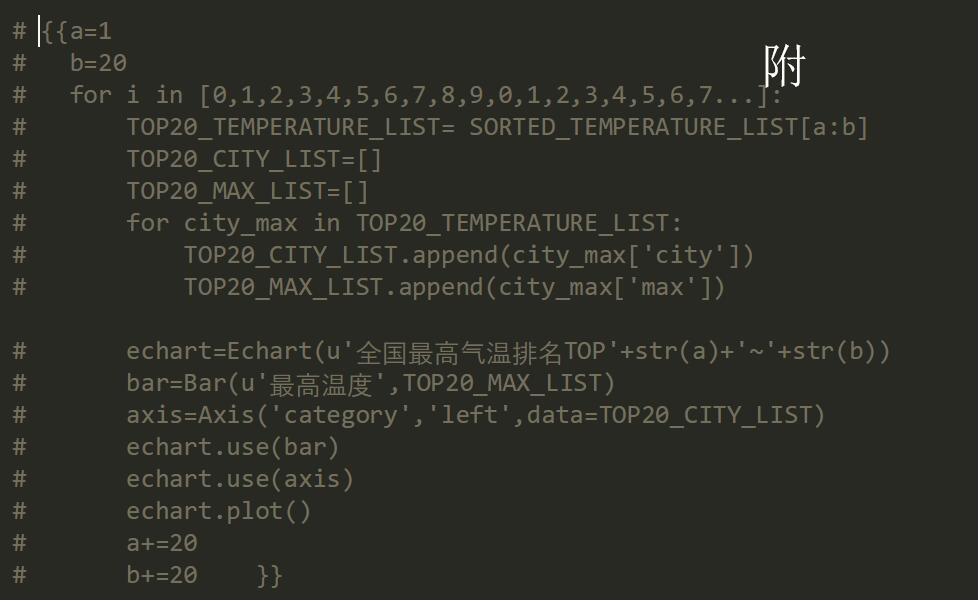 # {{a=1
#   b=20
附
#   for i in [0,1,2,3,4,5,6,7,8,9,0,1,2,3,4,5,6,7...]:
#       TOP20_TEMPERATURE_LIST= SORTED_TEMPERATURE_LIST[a:b]
#       TOP20_CITY_LIST=[]
#       TOP20_MAX_LIST=[]
#       for city_max in TOP20_TEMPERATURE_LIST:
#           TOP20_CITY_LIST.append(city_max['city'])
#           TOP20_MAX_LIST.append(city_max['max'])
#       echart=Echart(u'全国最高气温排名TOP'+str(a)+'~'+str(b))
#       bar=Bar(u'最高温度',TOP20_MAX_LIST)
#       axis=Axis('category','left',data=TOP20_CITY_LIST)
#       echart.use(bar)
#       echart.use(axis)
#       echart.plot()
#       a+=20
#       b+=20    }}